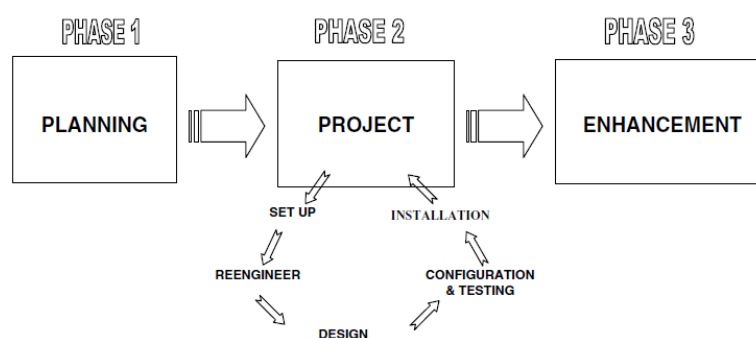 PHASE 1
PHASE 2
PHASE 3
PLANNING
PROJECT
ENHANCEMENT
SET UP
INSTALLATION
REENGINEER
CONFIGURATION
& TESTING
DESIGN